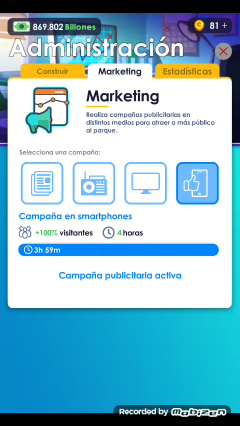 869.802 Billones
81 +
Administración
Construir
Marketing
Estadísticas
Marketing
Realiza campañas publicitarias en
distintos medios para atraer a más público
al parque.
Selecciona una campaña:
Campaña en smartphones
+100% visitantes
4 horas
3h 59m
Campaña publicitaria activa
Recorded by Mobizen